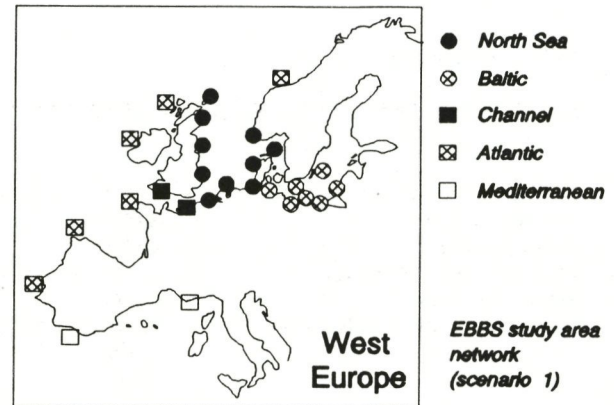 North Sea
Baltic
Channel
Atlantic
Mediterranean
West
Europe
EBBS study area
network
(scenario 1)